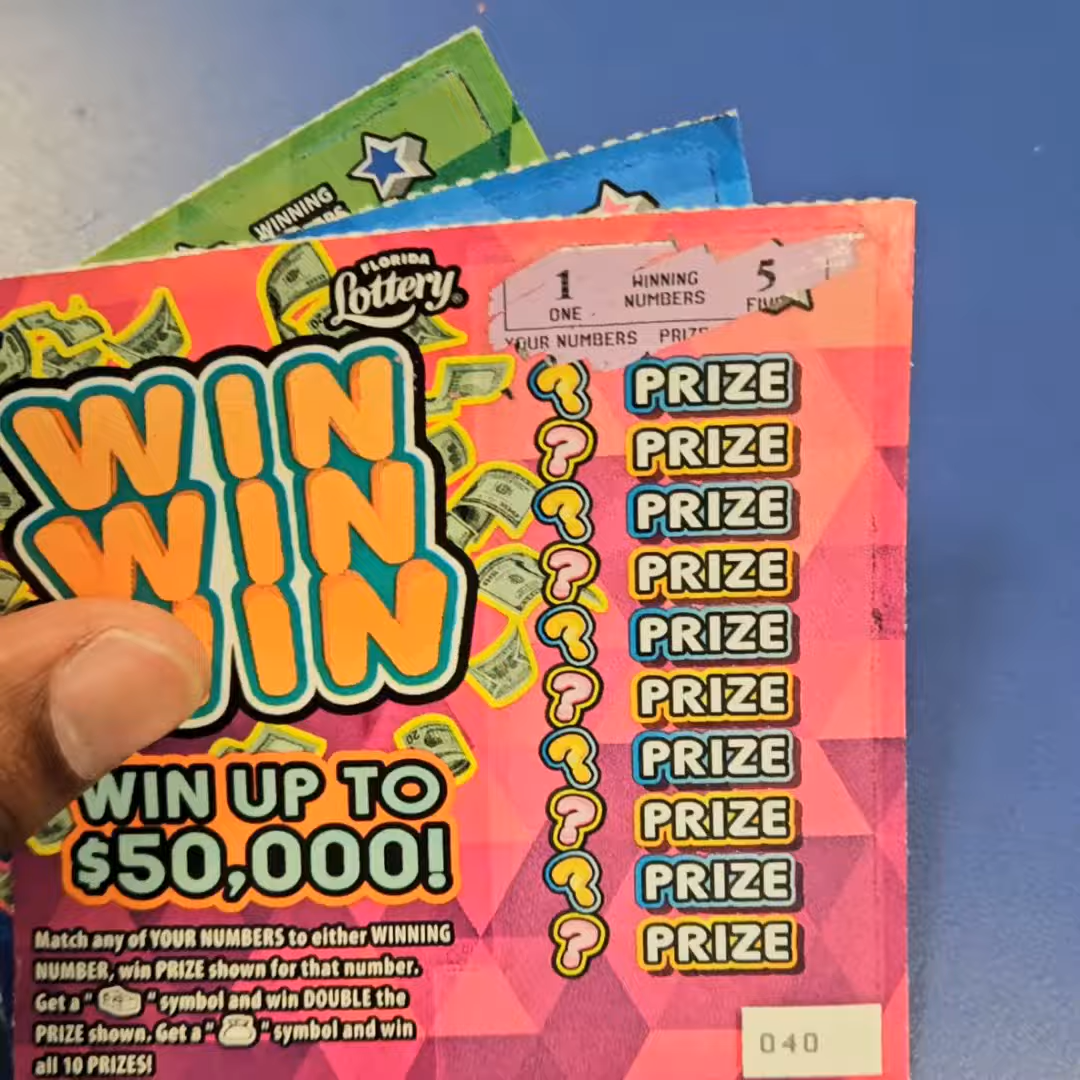 WINNING
FLORIDA
Lottery®
1 WINNING 5
ONE NUMBERS
YOUR NUMBERS
WIN
WIN
WIN
? PRIZE
? PRIZE
? PRIZE
? PRIZE
? PRIZE
? PRIZE
? PRIZE
? PRIZE
? PRIZE
? PRIZE
WIN UP TO
$50,000!
Match any of YOUR NUMBERS to either WINNING
NUMBER, win PRIZE shown for that number.
Get a " " symbol and win DOUBLE the
PRIZE shown. Get a " " symbol and win
all 10 PRIZES!
040